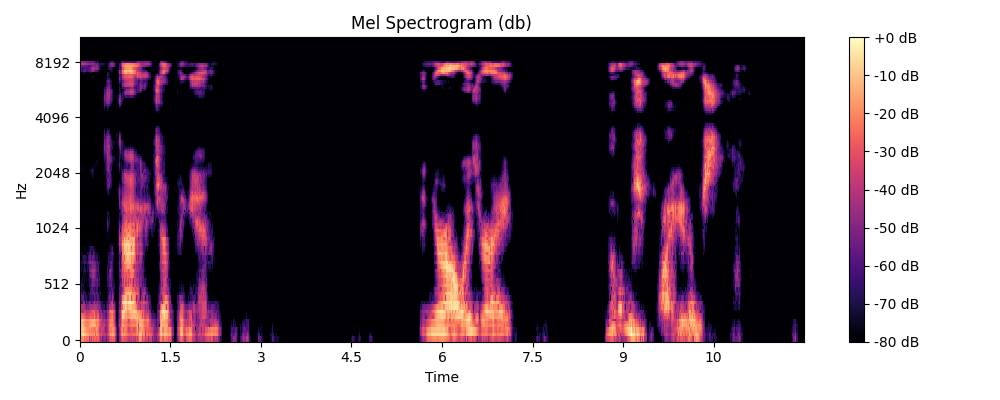 Mel Spectrogram (db)
8192
4096
2048
1024
512
0
Hz
0 1.5 3 4.5 6 7.5 9 10
Time
+0 dB
-10 dB
-20 dB
-30 dB
-40 dB
-50 dB
-60 dB
-70 dB
-80 dB